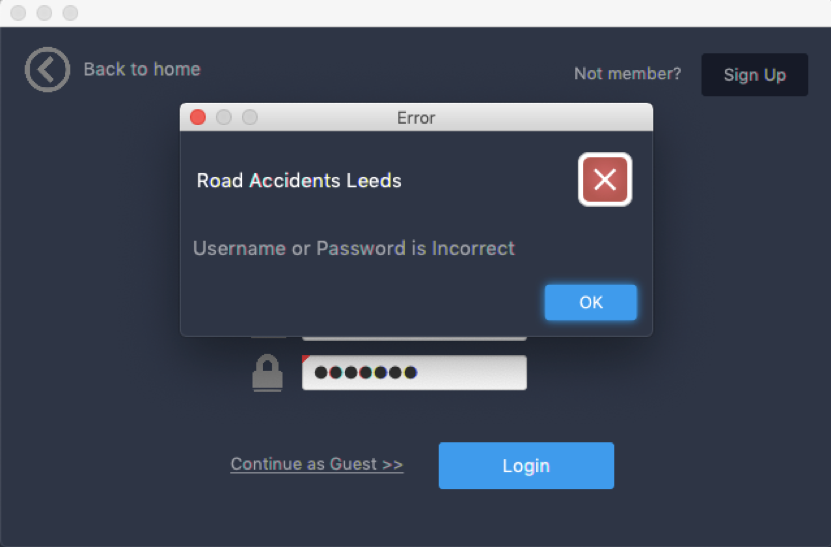 Back to home
Not member?
Sign Up
Error
Road Accidents Leeds
Username or Password is Incorrect
OK
●●●●●●●
Continue as Guest >>
Login